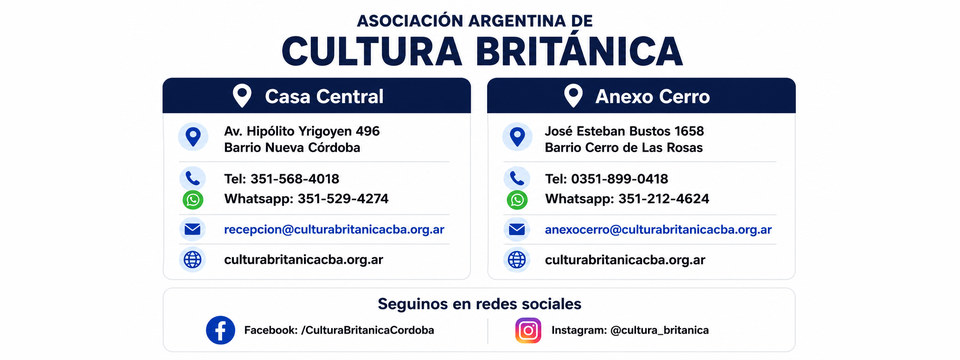 ASOCIACIÓN ARGENTINA DE
CULTURA BRITÁNICA
Casa Central
Av. Hipólito Yrigoyen 496
Barrio Nueva Córdoba
Tel: 351-568-4018
Whatsapp: 351-529-4274
recepcion@culturabritanicacba.org.ar
culturabritanicacba.org.ar
Anexo Cerro
José Esteban Bustos 1658
Barrio Cerro de Las Rosas
Tel: 0351-899-0418
Whatsapp: 351-212-4624
anexocerro@culturabritanicacba.org.ar
culturabritanicacba.org.ar
Seguinos en redes sociales
Facebook: /CulturaBritanicaCordoba
Instagram: @cultura_britanica